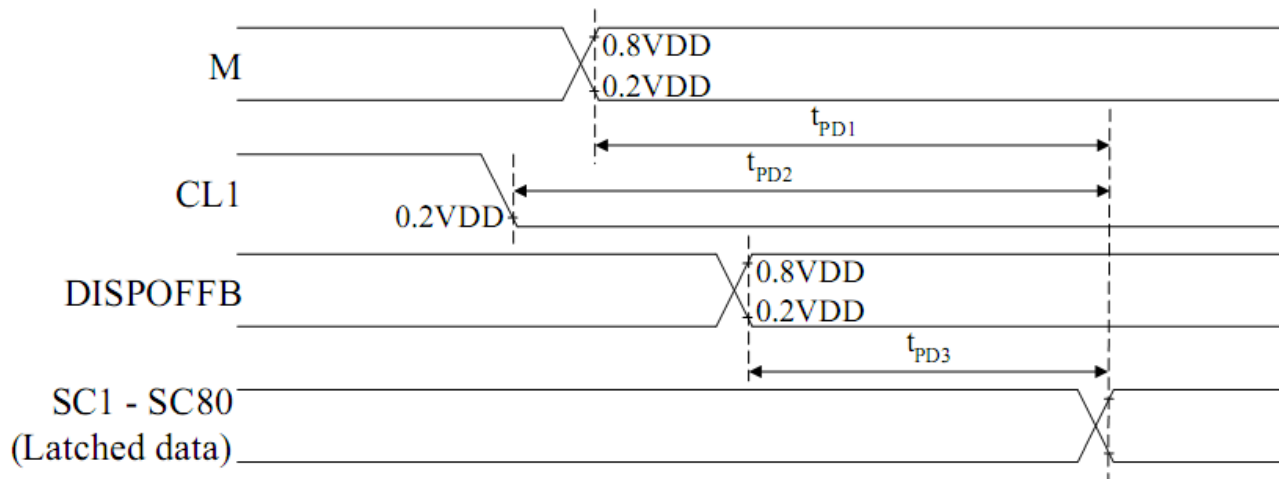 M
0.8VDD
0.2VDD
tPD1
CL1
tPD2
0.2VDD
DISPOFFB
0.8VDD
0.2VDD
tPD3
SC1 - SC80
(Latched data)